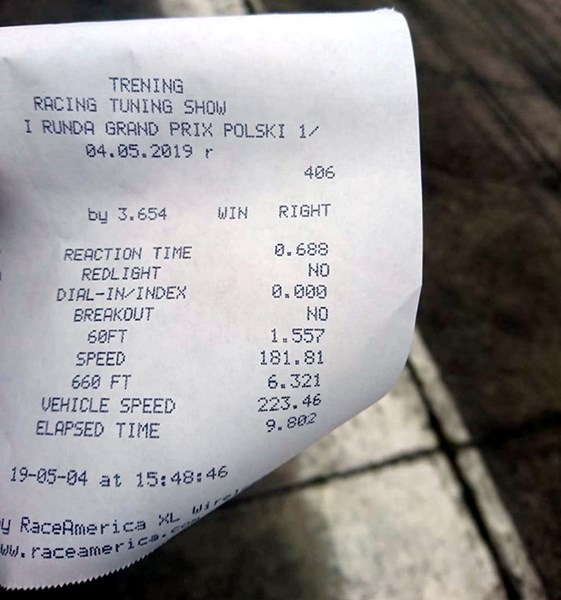 TRENING
RACING TUNING SHOW
I RUNDA GRAND PRIX POLSKI 1/
04.05.2019 r
406
by 3.654 WIN RIGHT
REACTION TIME 0.688
REDLIGHT NO
DIAL-IN/INDEX 0.000
BREAKOUT NO
60FT 1.557
SPEED 181.81
660 FT 6.321
VEHICLE SPEED 223.46
ELAPSED TIME 9.802
19-05-04 at 15:48:46
y RaceAmerica XL Wirel
ww.raceamerica.co